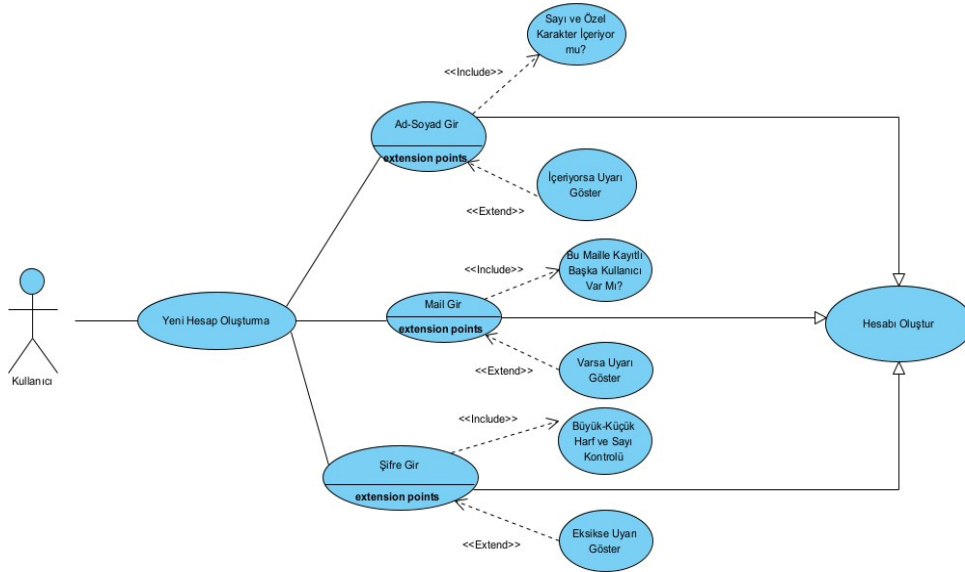 Sayı ve Özel
Karakter İçeriyor
mu?
<<Include>>
Ad-Soyad Gir
extension points
İçeriyorsa Uyarı
Göster
<<Extend>>
Bu Maille Kayıtlı
Başka Kullanıcı
Var Mı?
<<Include>>
Mail Gir
extension points
Yeni Hesap Oluşturma
Hesabı Oluştur
Kullanıcı
Varsa Uyarı
Göster
<<Extend>>
<<Include>>
Büyük-Küçük
Harf ve Sayı
Kontrolü
Şifre Gir
extension points
Eksikse Uyarı
Göster
<<Extend>>